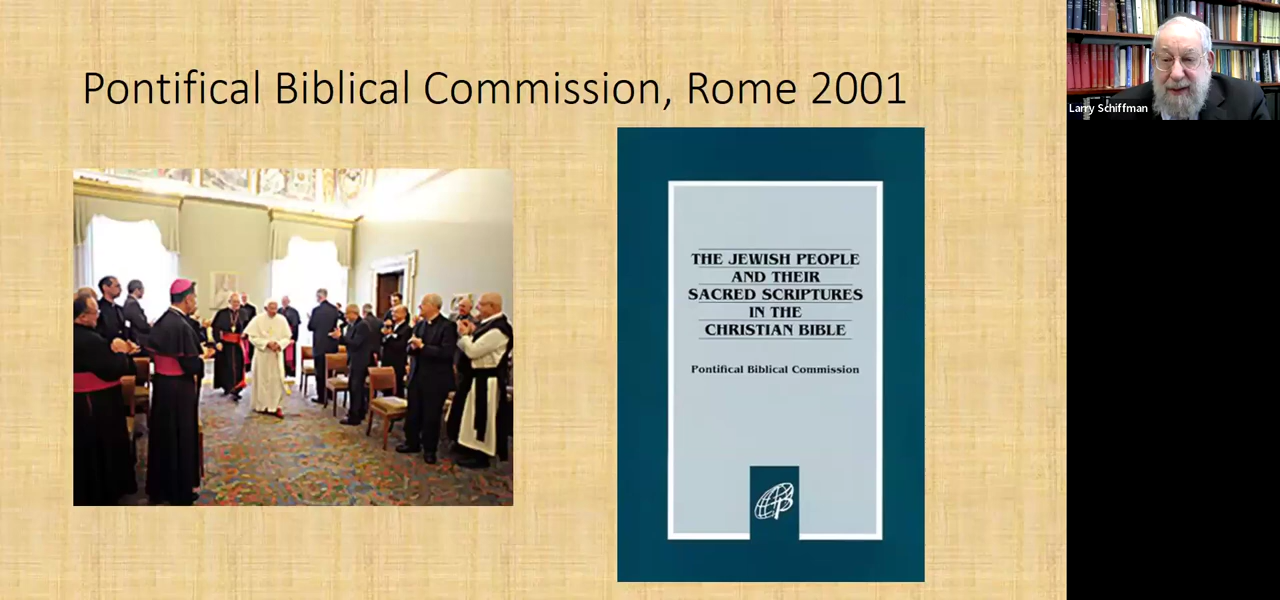 Pontifical Biblical Commission, Rome 2001
Larry Schiffman
THE JEWISH PEOPLE
AND THEIR
SACRED SCRIPTURES
IN THE
CHRISTIAN BIBLE
Pontifical Biblical Commission